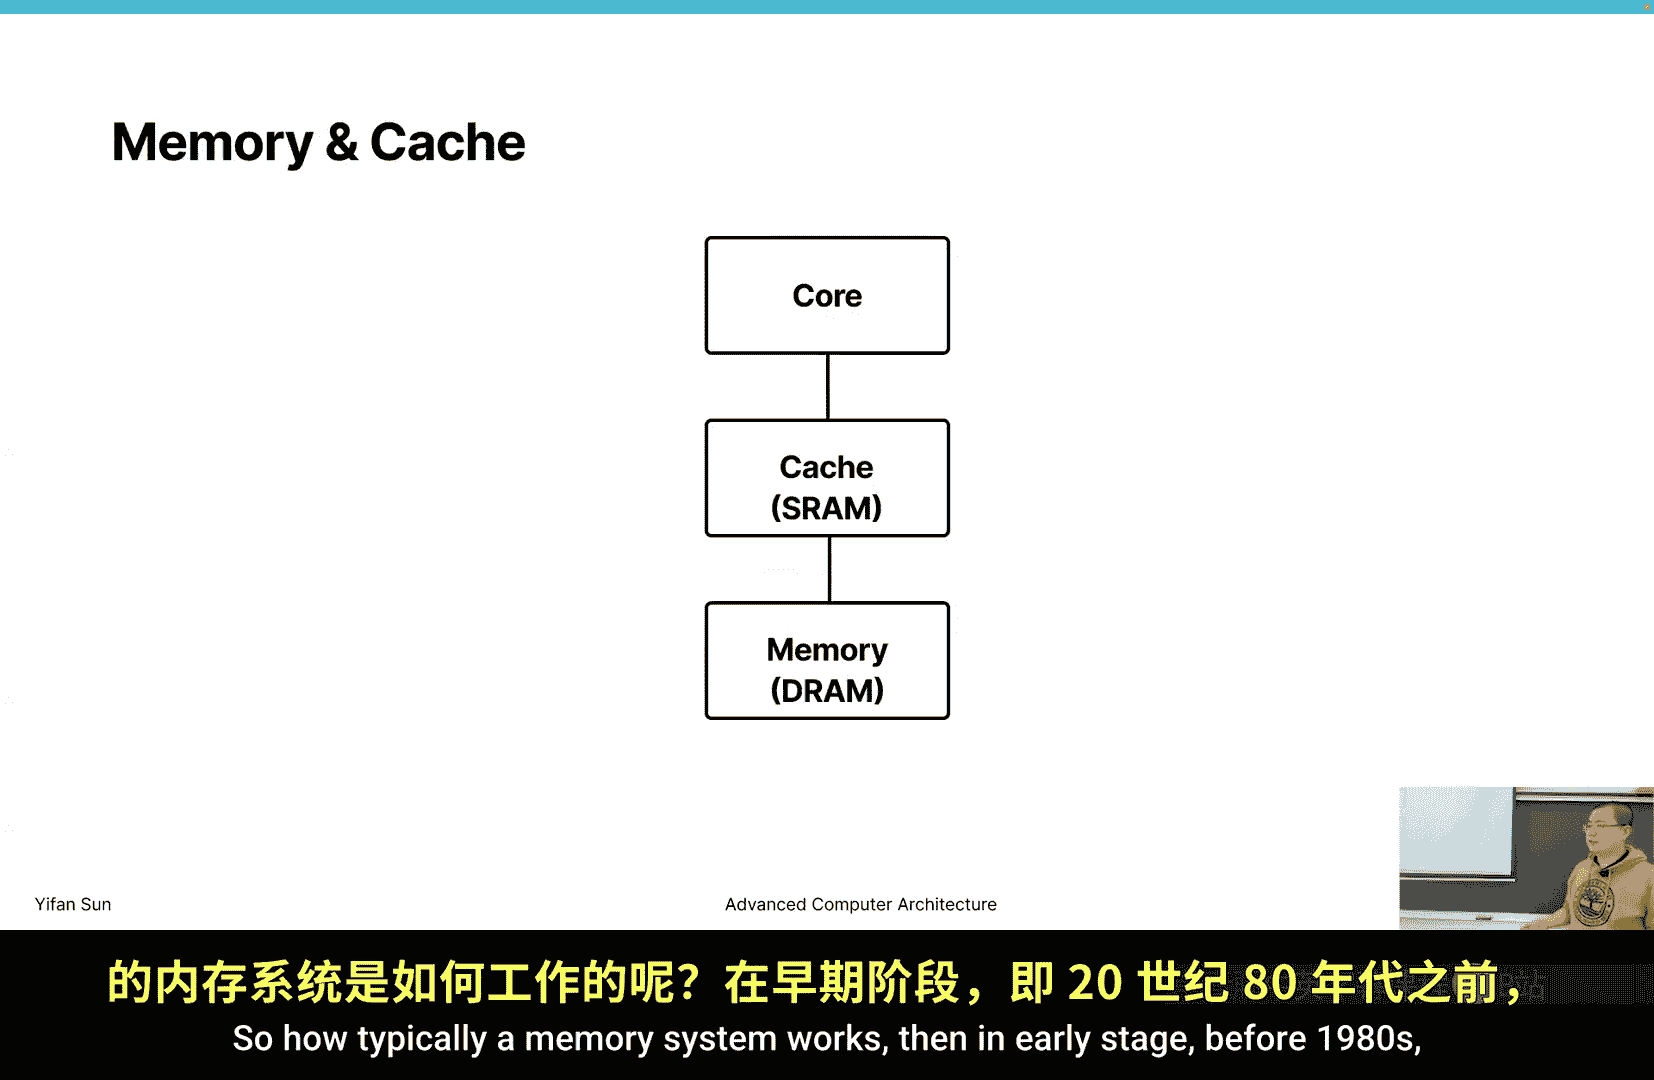 Memory & Cache
Core
Cache
(SRAM)
Memory
(DRAM)
Yifan Sun
Advanced Computer Architecture
的内存系统是如何工作的呢？在早期阶段，即 20 世纪 80 年代之前，
So how typically a memory system works, then in early stage, before 1980s,